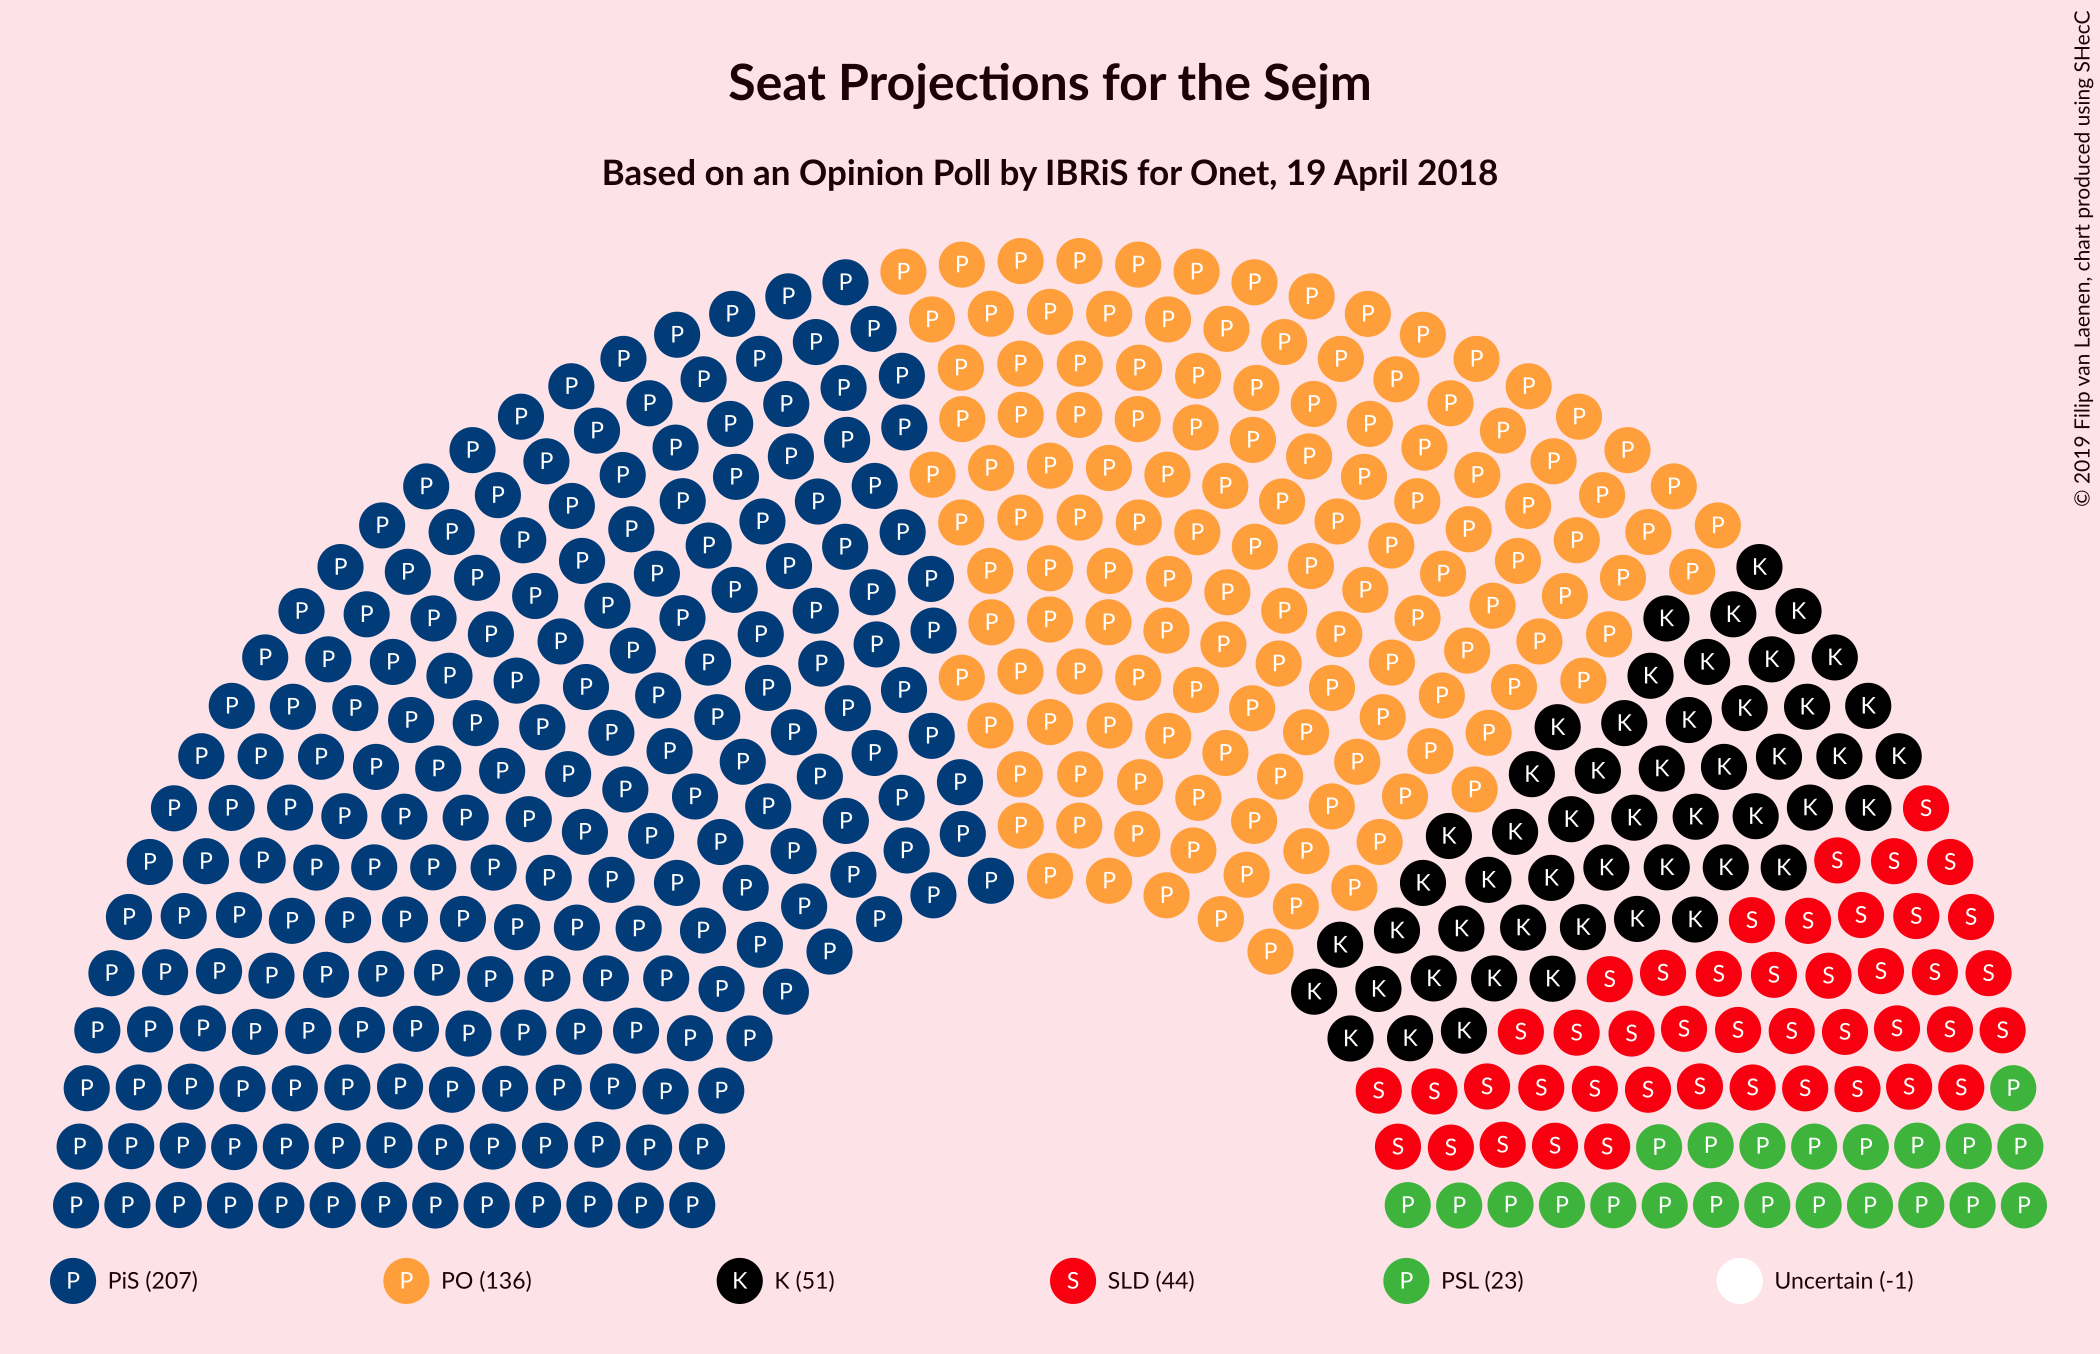 Seat Projections for the Sejm
Based on an Opinion Poll by IBRiS for Onet, 19 April 2018
© 2019 Filip van Laenen, chart produced using SHecC
P PiS (207) P PO (136) K K (51) S SLD (44) P PSL (23) Uncertain (-1)